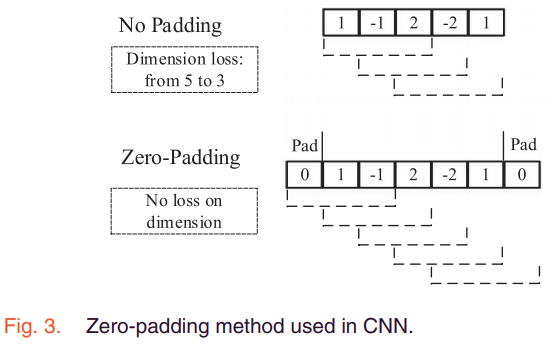 No Padding
1 -1 2 -2 1
Dimension loss:
from 5 to 3
Pad Pad
Zero-Padding
0 1 -1 2 -2 1 0
No loss on
dimension
Fig. 3. Zero-padding method used in CNN.